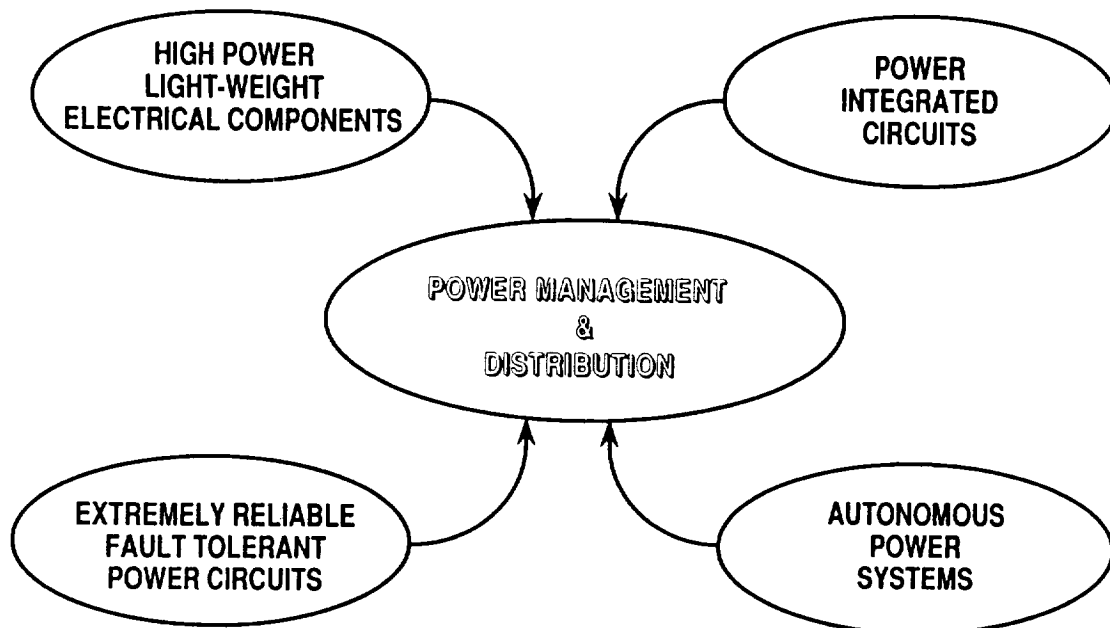 HIGH POWER
LIGHT-WEIGHT
ELECTRICAL COMPONENTS
POWER
INTEGRATED
CIRCUITS
POWER MANAGEMENT
&
DISTRIBUTION
EXTREMELY RELIABLE
FAULT TOLERANT
POWER CIRCUITS
AUTONOMOUS
POWER
SYSTEMS